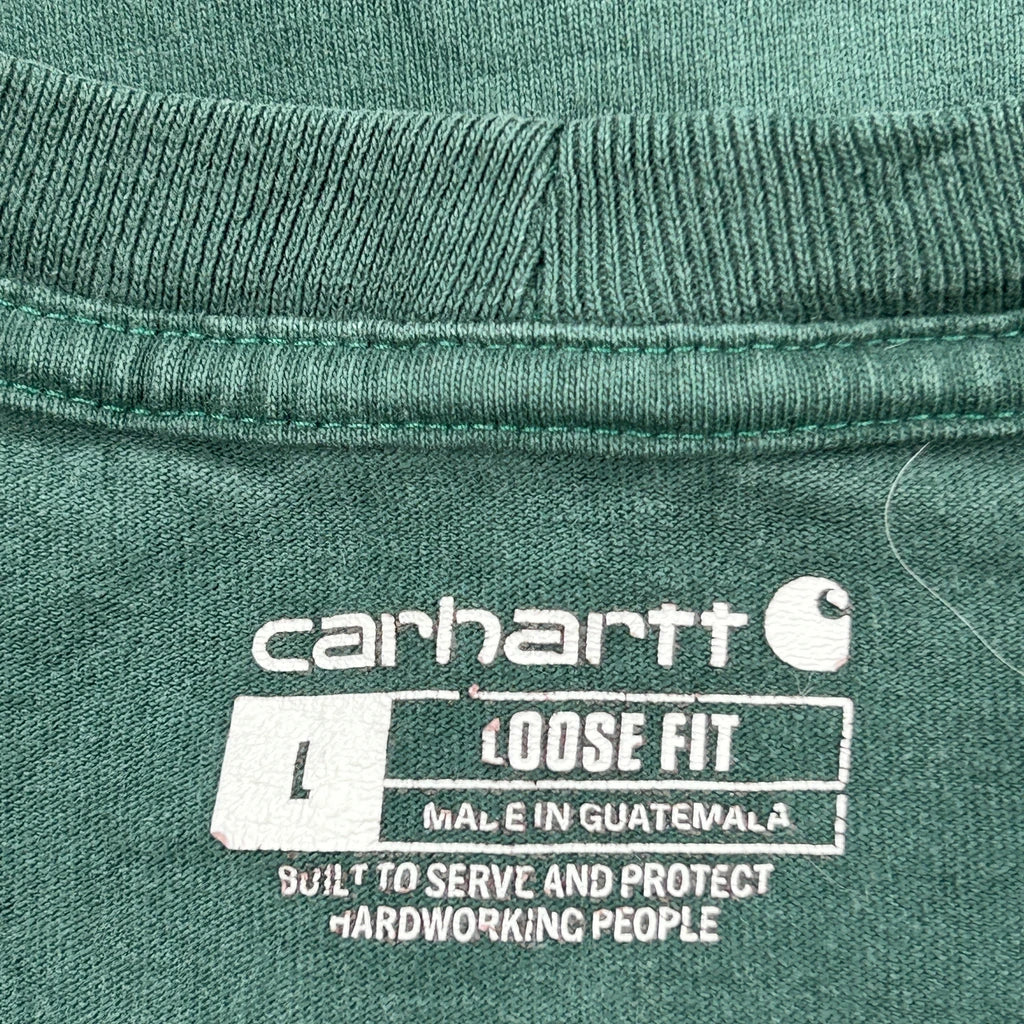 carhartt
L
LOOSE FIT
MADE IN GUATEMALA
BUILT TO SERVE AND PROTECT
HARDWORKING PEOPLE